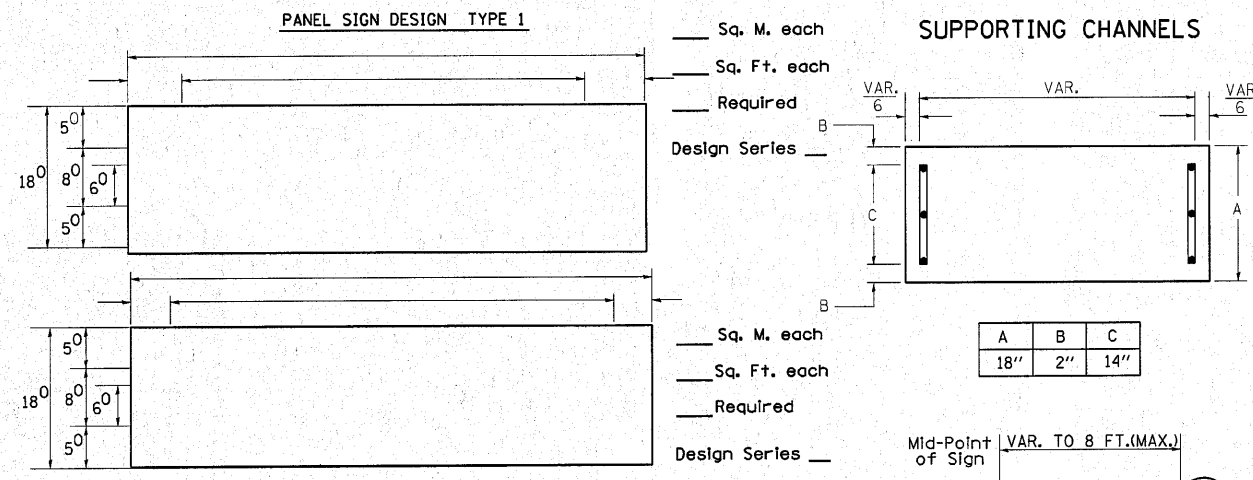 PANEL SIGN DESIGN TYPE 1
5⁰
18⁰
8⁰
6⁰
5⁰
___ Sq. M. each
___ Sq. Ft. each
___ Required
Design Series __
5⁰
18⁰
8⁰
6⁰
5⁰
___ Sq. M. each
___ Sq. Ft. each
___ Required
Design Series __
SUPPORTING CHANNELS
VAR.
6
VAR.
VAR
6
B
C
A
B
A B C
18" 2" 14"
Mid-Point
of Sign
VAR. TO 8 FT.(MAX.)